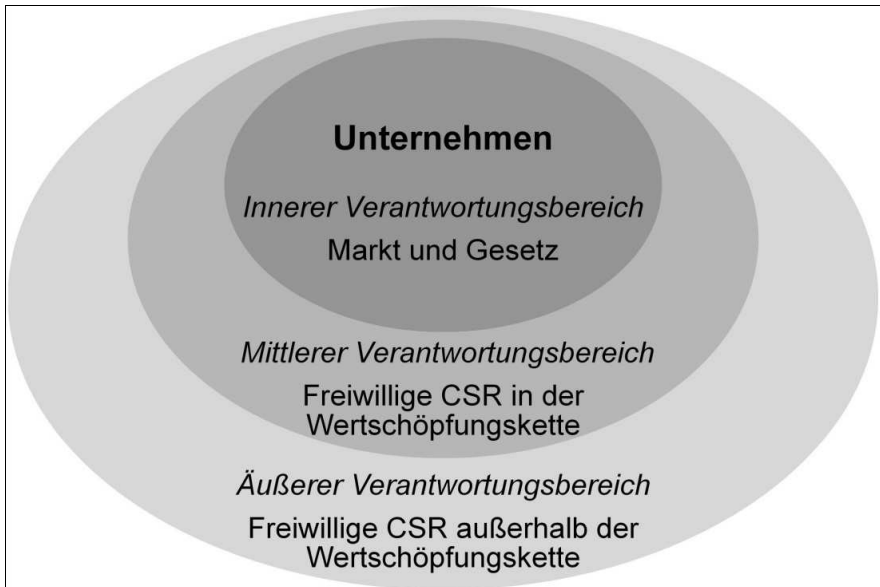 Unternehmen
Innerer Verantwortungsbereich
Markt und Gesetz
Mittlerer Verantwortungsbereich
Freiwillige CSR in der
Wertschöpfungskette
Äußerer Verantwortungsbereich
Freiwillige CSR außerhalb der
Wertschöpfungskette